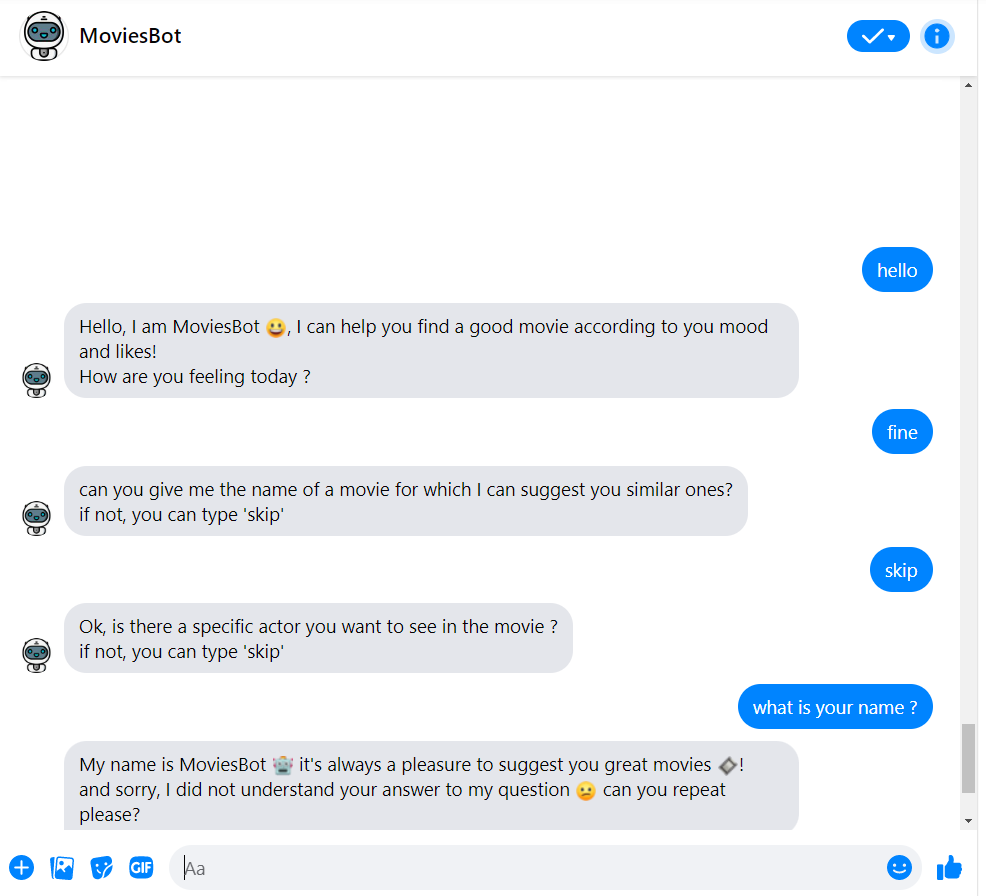 MoviesBot
hello
Hello, I am MoviesBot 😃, I can help you find a good movie according to you mood
and likes!
How are you feeling today ?
fine
can you give me the name of a movie for which I can suggest you similar ones?
if not, you can type 'skip'
skip
Ok, is there a specific actor you want to see in the movie ?
if not, you can type 'skip'
what is your name ?
My name is MoviesBot 🤖 it's always a pleasure to suggest you great movies !
and sorry, I did not understand your answer to my question 😕 can you repeat
please?
GIF
Aa